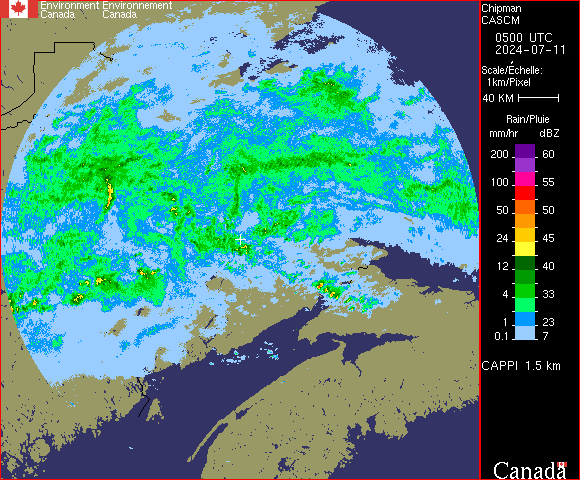 Environment Environnement
Canada Canada
Chipman
CASCM
0500 UTC
2024-07-11
Scale/Échelle:
1km/Pixel
40 KM
Rain/Pluie
mm/hr dBZ
200 60
100 55
50 50
24 45
12 40
4 33
1 23
0.1 7
CAPPI 1.5 km
Canada